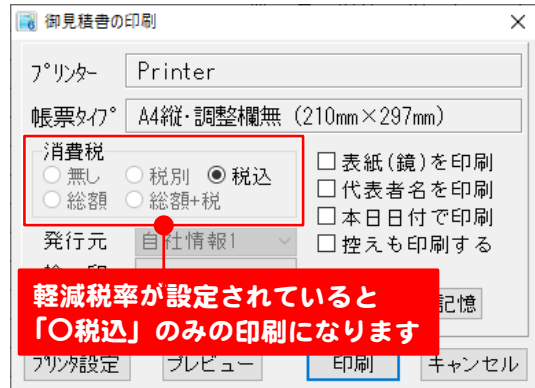 御見積書の印刷
プリンター Printer
帳票タイプ A4縦・調整欄無 (210mm×297mm)
消費税
無し 税別 税込
総額 総額+税
表紙(鏡)を印刷
代表者名を印刷
本日日付で印刷
控えも印刷する
発行元 自社情報1
記憶
軽減税率が設定されていると
「〇税込」のみの印刷になります
プリンタ設定 プレビュー 印刷 キャンセル